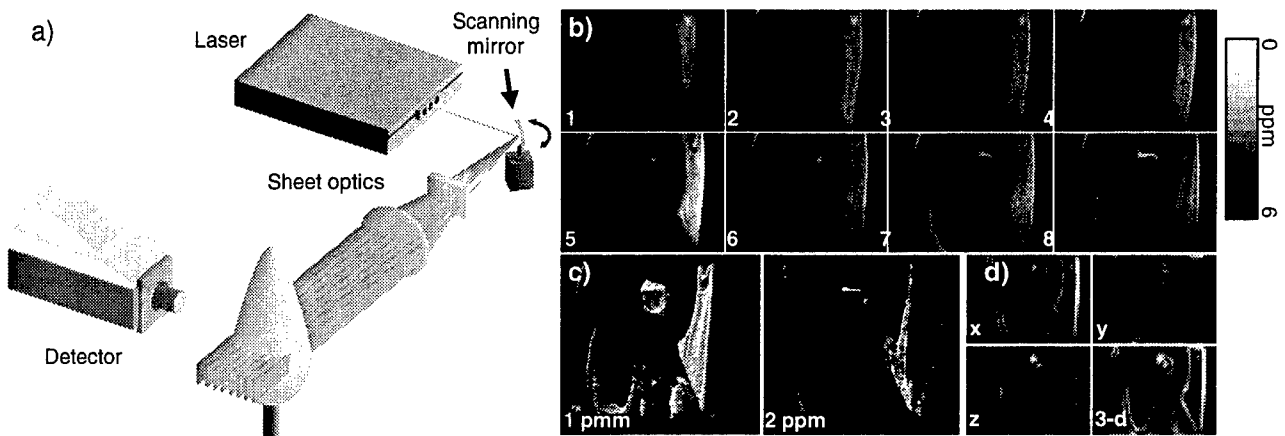 a)
Laser
Scanning
mirror
Sheet optics
Detector
b)
1
2
3
4
5
6
7
8
0
ppm
6
c)
1 pmm
2 ppm
d)
x
y
z
3-d